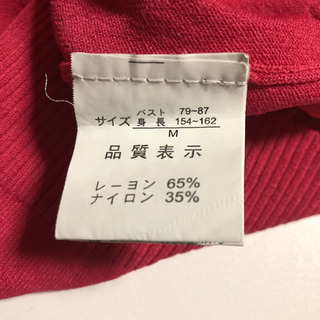 バスト 79~87
サイズ 身長 154~162
M
品質表示
レーヨン 65%
ナイロン 35%